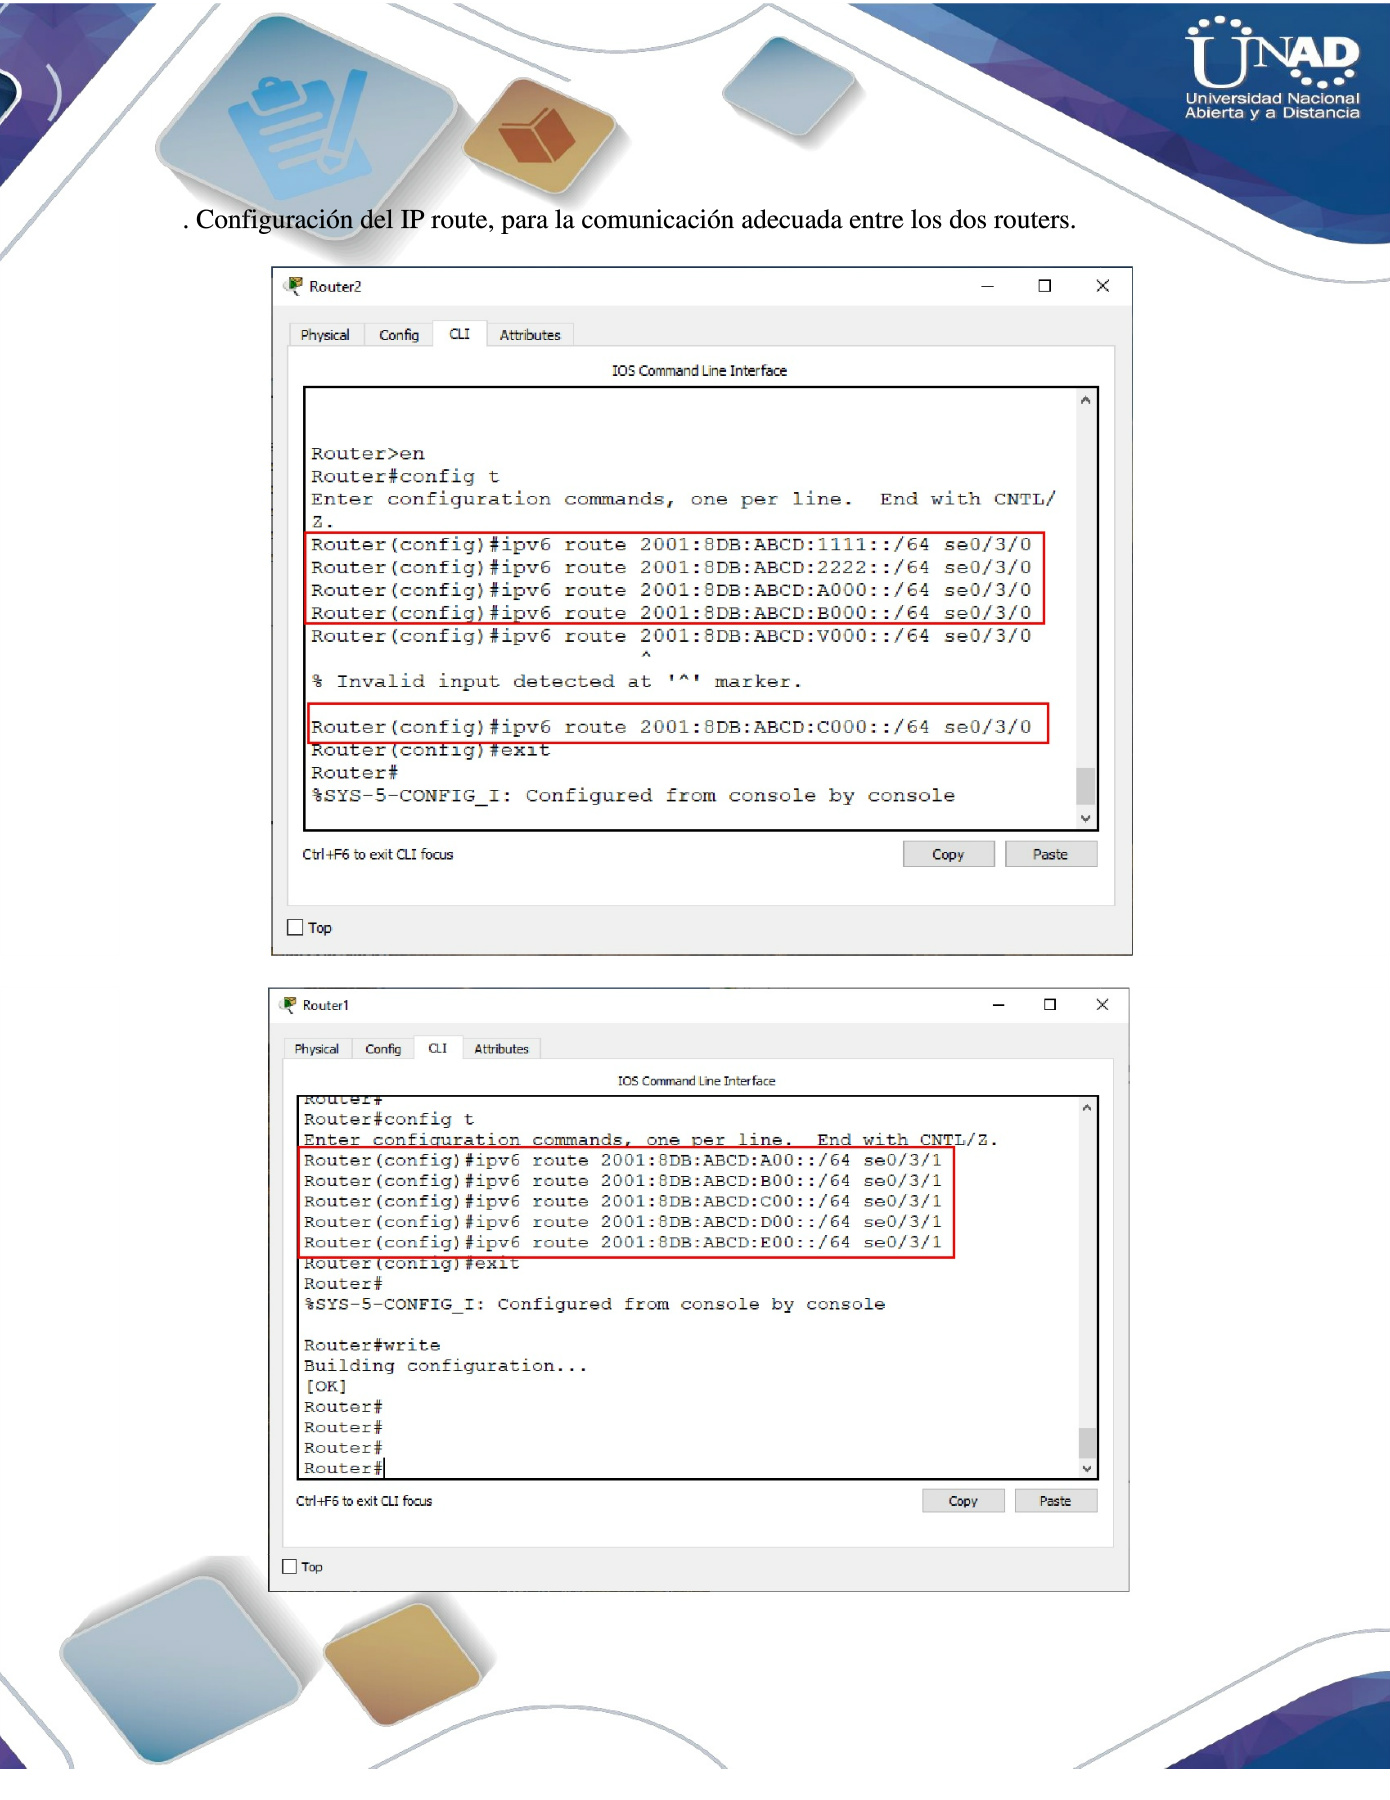 UNAD
Universidad Nacional
Abierta y a Distancia
. Configuración del IP route, para la comunicación adecuada entre los dos routers.
Router2
Physical Config CLI Attributes
IOS Command Line Interface
Router>en
Router#config t
Enter configuration commands, one per line.  End with CNTL/
Z.
Router(config)#ipv6 route 2001:8DB:ABCD:1111::/64 se0/3/0
Router(config)#ipv6 route 2001:8DB:ABCD:2222::/64 se0/3/0
Router(config)#ipv6 route 2001:8DB:ABCD:A000::/64 se0/3/0
Router(config)#ipv6 route 2001:8DB:ABCD:B000::/64 se0/3/0
Router(config)#ipv6 route 2001:8DB:ABCD:V000::/64 se0/3/0
^
% Invalid input detected at '^' marker.
Router(config)#ipv6 route 2001:8DB:ABCD:C000::/64 se0/3/0
Router(config)#exit
Router#
%SYS-5-CONFIG_I: Configured from console by console
Ctrl+F6 to exit CLI focus
Copy Paste
Top
Router1
Physical Config CLI Attributes
IOS Command Line Interface
Router#
Router#config t
Enter configuration commands, one per line.  End with CNTL/Z.
Router(config)#ipv6 route 2001:8DB:ABCD:A00::/64 se0/3/1
Router(config)#ipv6 route 2001:8DB:ABCD:B00::/64 se0/3/1
Router(config)#ipv6 route 2001:8DB:ABCD:C00::/64 se0/3/1
Router(config)#ipv6 route 2001:8DB:ABCD:D00::/64 se0/3/1
Router(config)#ipv6 route 2001:8DB:ABCD:E00::/64 se0/3/1
Router(config)#exit
Router#
%SYS-5-CONFIG_I: Configured from console by console
Router#write
Building configuration...
[OK]
Router#
Router#
Router#
Router#
Ctrl+F6 to exit CLI focus
Copy Paste
Top